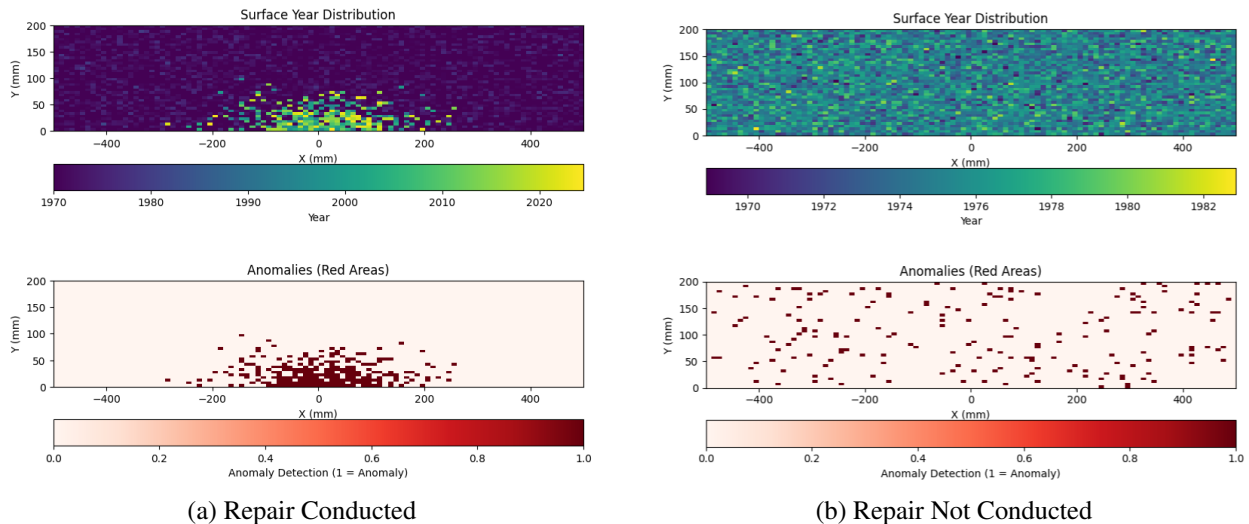 Surface Year Distribution
200
150
100
50
0
Y (mm)
−400 −200 0 200 400
X (mm)
1970 1980 1990 2000 2010 2020
Year
Anomalies (Red Areas)
200
150
100
50
0
Y (mm)
−400 −200 0 200 400
X (mm)
0.0 0.2 0.4 0.6 0.8 1.0
Anomaly Detection (1 = Anomaly)
(a) Repair Conducted
Surface Year Distribution
200
150
100
50
0
Y (mm)
−400 −200 0 200 400
X (mm)
1970 1972 1974 1976 1978 1980 1982
Year
Anomalies (Red Areas)
200
150
100
50
0
Y (mm)
−400 −200 0 200 400
X (mm)
0.0 0.2 0.4 0.6 0.8 1.0
Anomaly Detection (1 = Anomaly)
(b) Repair Not Conducted